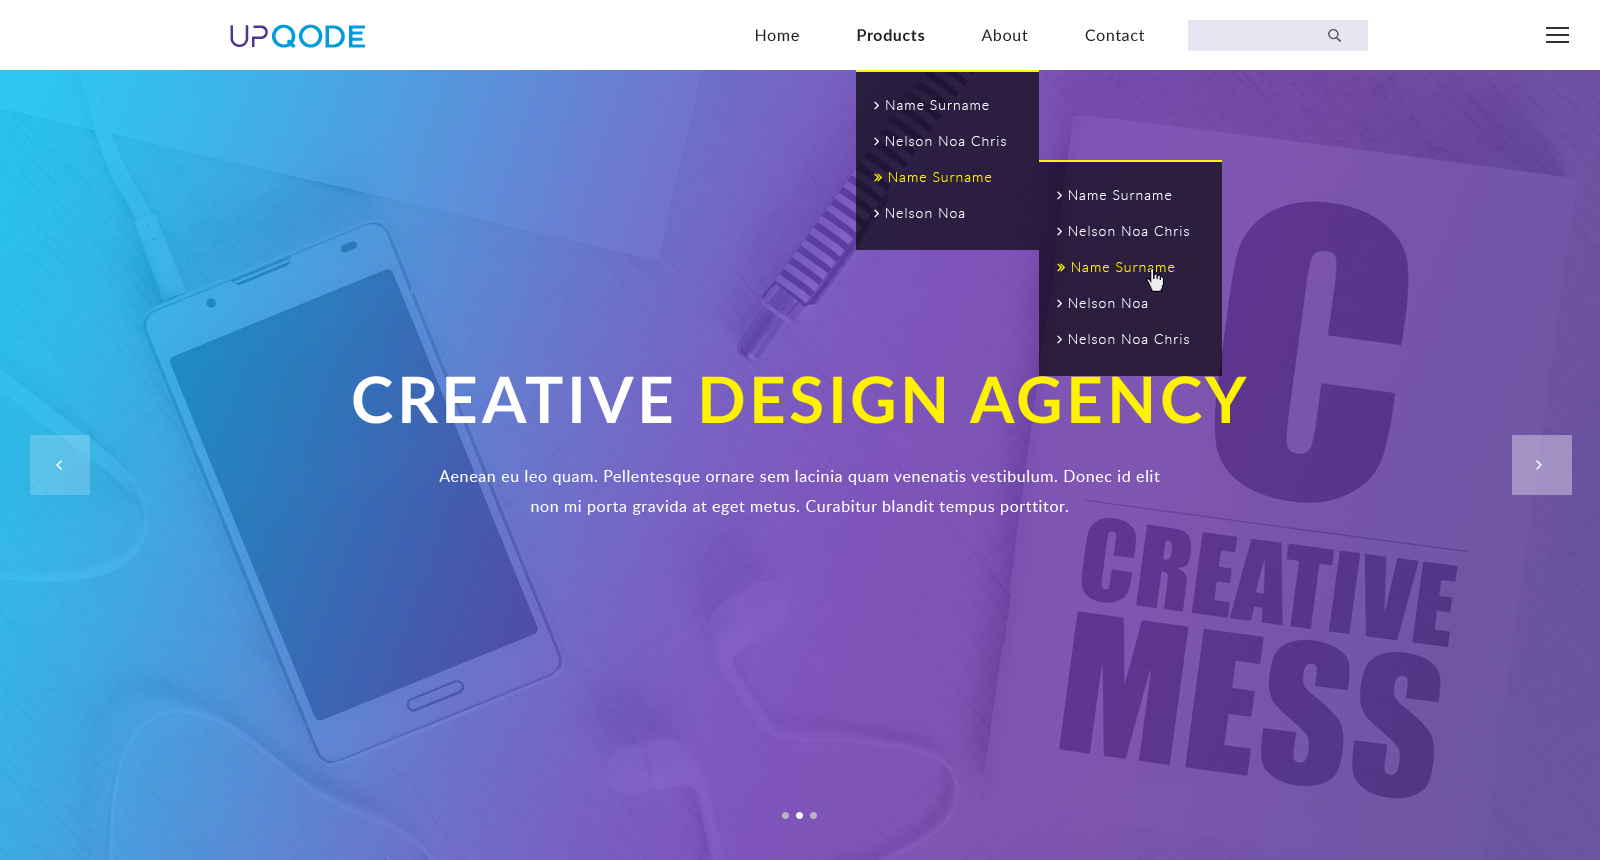 UPQODE
Home Products About Contact
Name Surname
Nelson Noa Chris
Name Surname
Nelson Noa
Name Surname
Nelson Noa Chris
Name Surname
Nelson Noa
Nelson Noa Chris
CREATIVE DESIGN AGENCY
Aenean eu leo quam. Pellentesque ornare sem lacinia quam venenatis vestibulum. Donec id elit
non mi porta gravida at eget metus. Curabitur blandit tempus porttitor.
C
CREATIVE
MESS